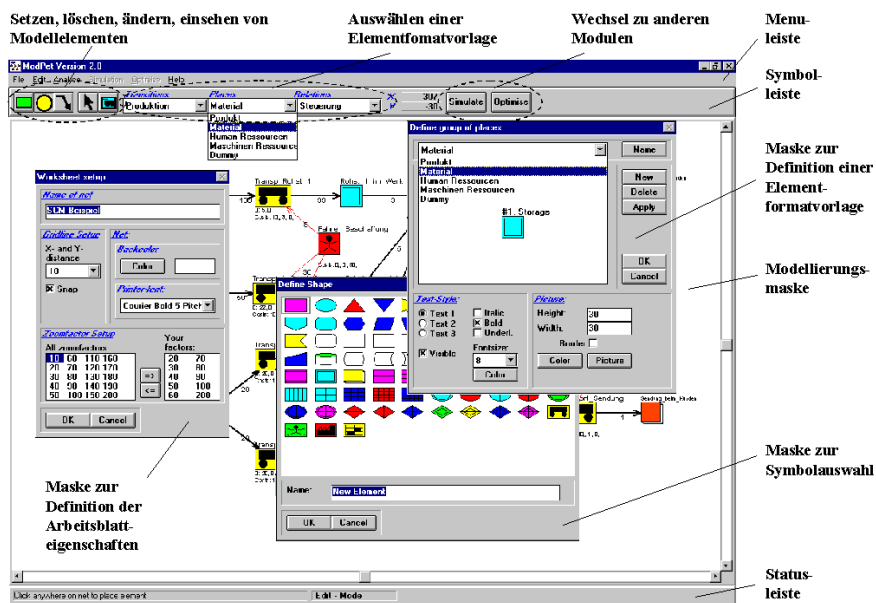 Setzen, löschen, ändern, einsehen von
Modellelementen
Auswählen einer
Elementfomatvorlage
Wechsel zu anderen
Modulen
Menu-
leiste
ModPet Version 2.0
File Edit Analyse Simulation Optimise Help
Transitions Places Relations
Produktion Material Steuerung
X 307
Y -30
Simulate Optimise
Symbol-
leiste
Produkt
Material
Human Ressourcen
Maschinen Ressource
Dummy
Define group of places
Material
Name
Produkt
Material
Human Ressourcen
Maschinen Ressourcen
Dummy
#1. Storage
New
Delete
Apply
OK
Cancel
Text-Style:
Text 1
Text 2
Text 3
Italic
Bold
Underl.
Visible
Fontsize:
8
Color
Picture:
Height: 30
Width: 30
Border
Color Picture
Maske zur
Definition einer
Element-
formatvorlage
Modellierungs-
maske
Worksheet setup
Name of net
SCM Beispiel
Gridline Setup
X- and Y-
distance
10
Snap
Net:
Backcolor
Color
Printer-font:
Courier Bold 5 Pitch
Zoomfactor Setup
All zoomfactors
10 60 110 160
20 70 120 170
30 80 130 180
40 90 140 190
50 100 150 200
=>
<=
Your
factors:
20 70
30 80
40 90
50 100
60 200
OK Cancel
Define Shape
Name: New Element
OK Cancel
Maske zur
Symbolauswahl
Maske zur
Definition der
Arbeitsblatt-
eigenschaften
Click anywhere on net to place element
Edit - Mode
Status-
leiste